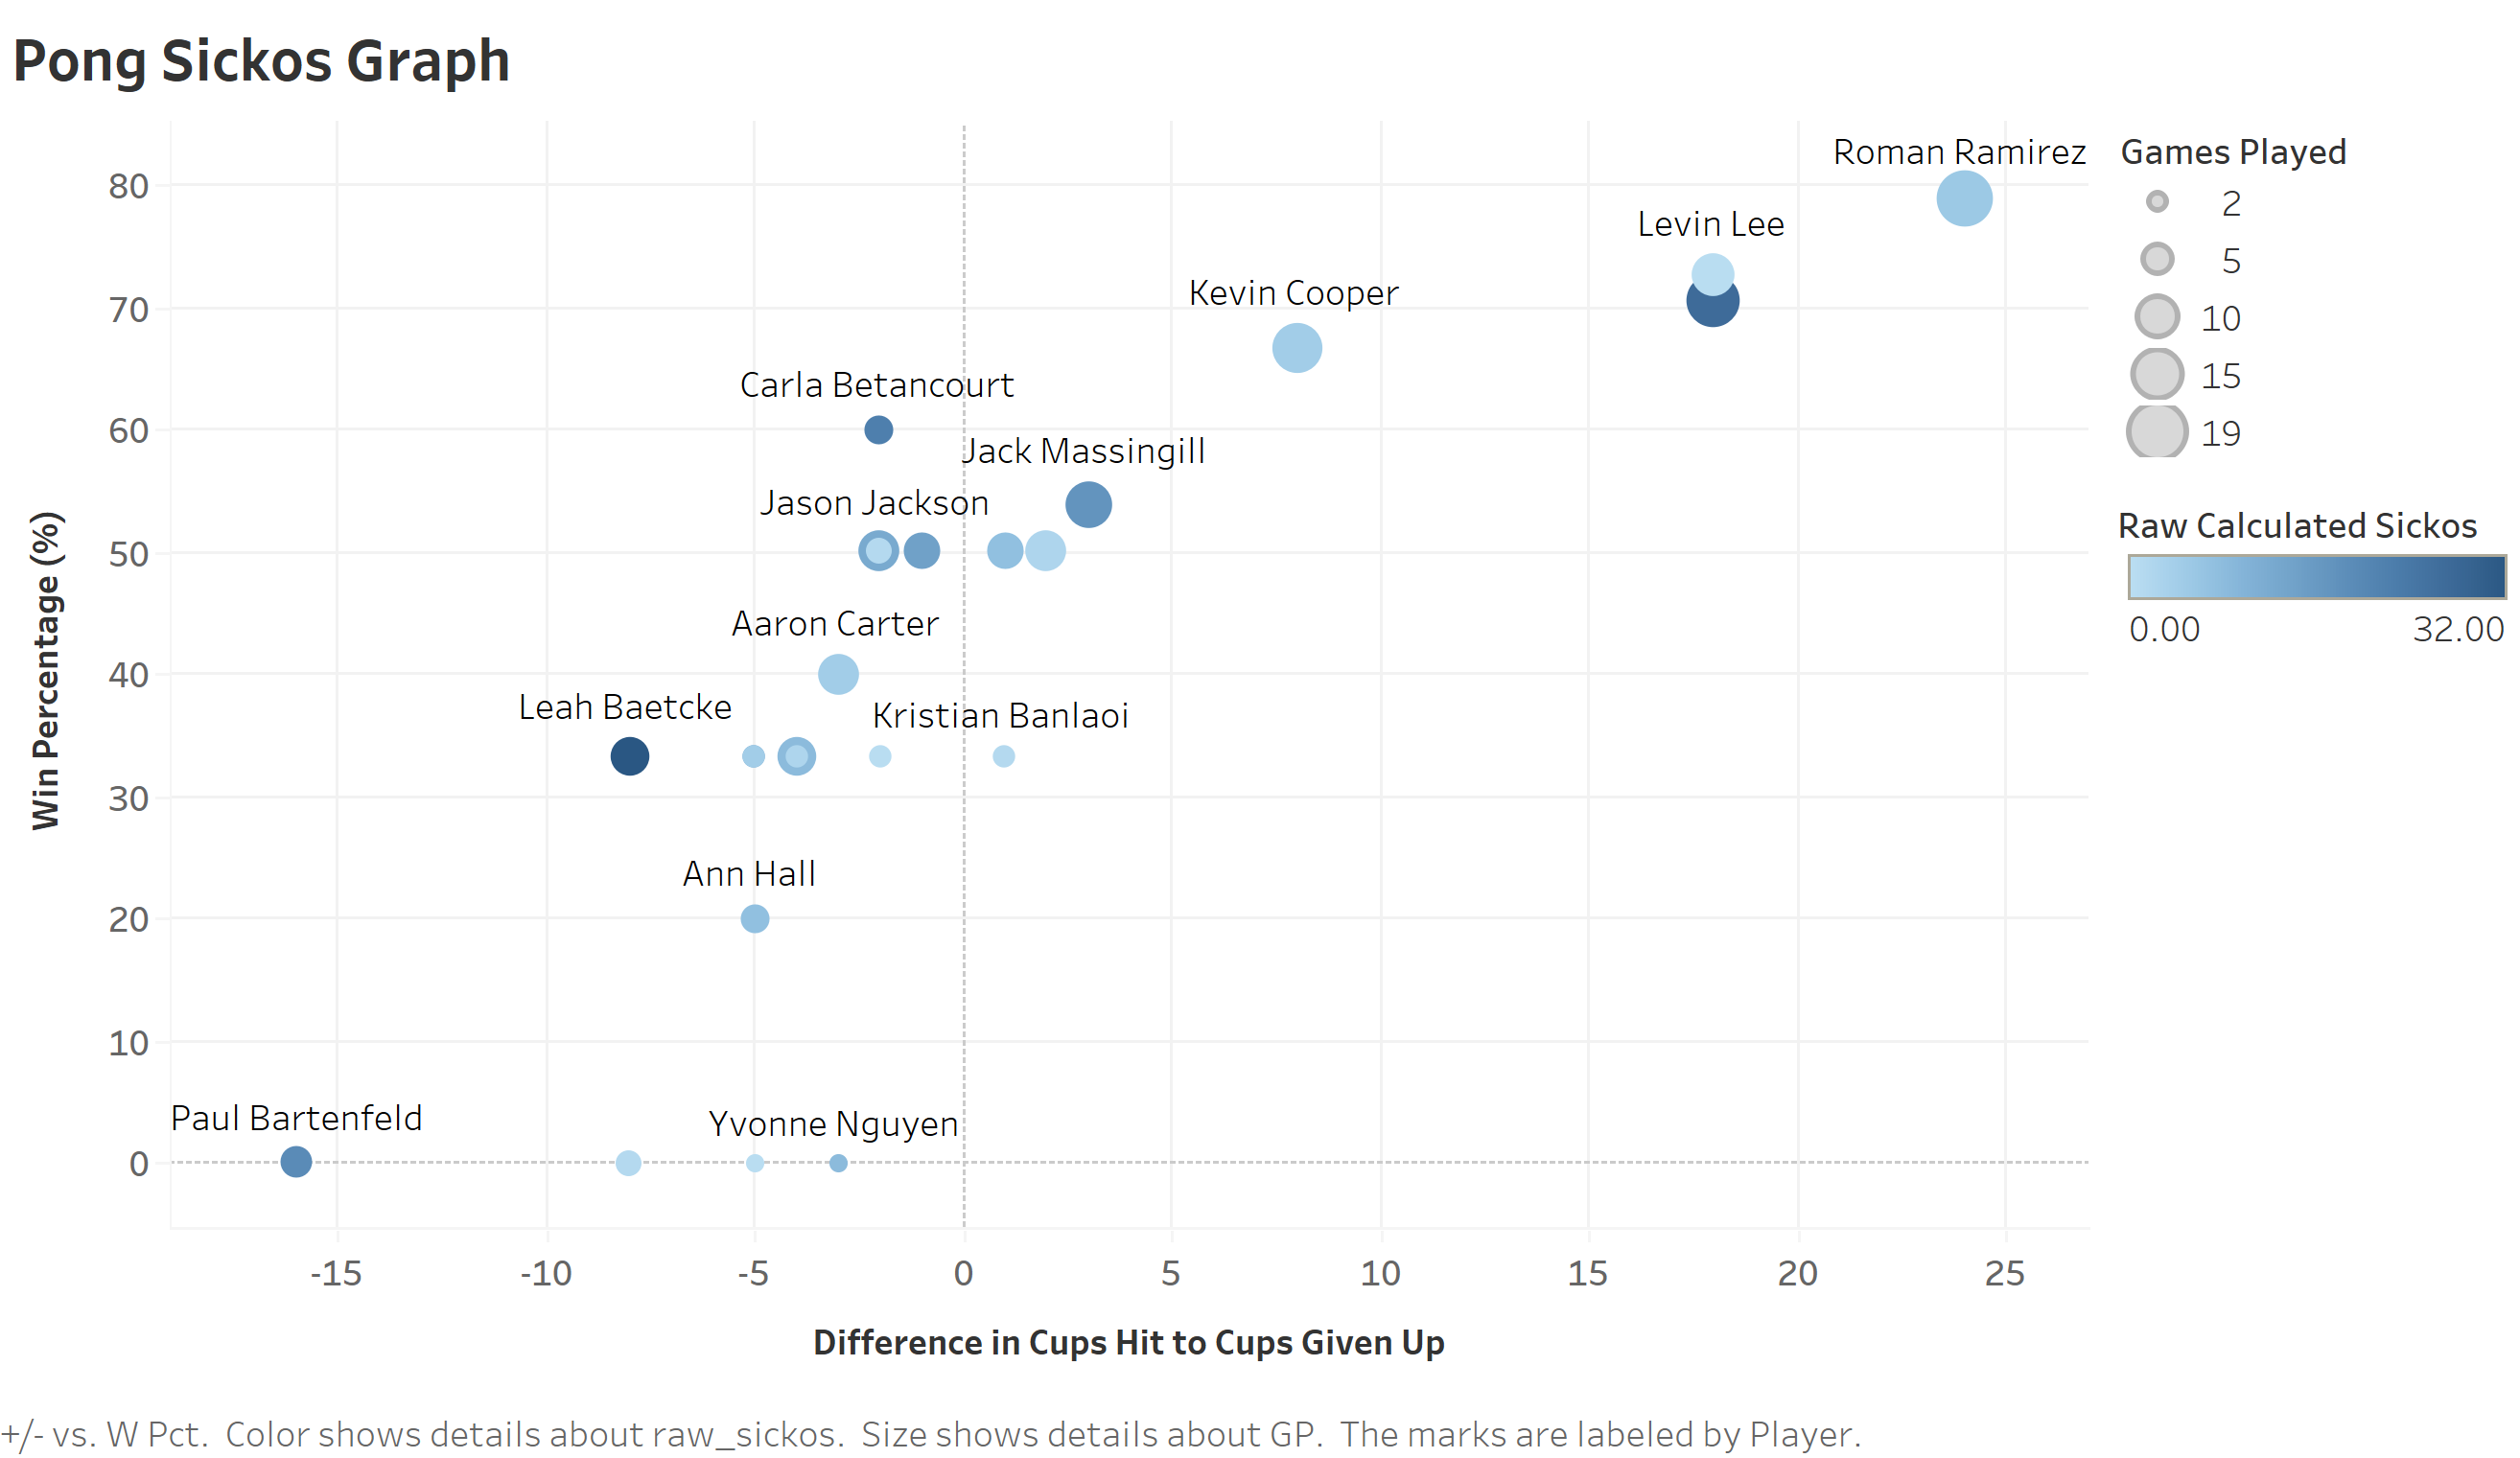 Pong Sickos Graph
Roman Ramirez
Levin Lee
Kevin Cooper
Carla Betancourt
Jack Massingill
Jason Jackson
Aaron Carter
Leah Baetcke
Kristian Banlaoi
Ann Hall
Paul Bartenfeld
Yvonne Nguyen
Win Percentage (%)
80
70
60
50
40
30
20
10
0
-15
-10
-5
0
5
10
15
20
25
Difference in Cups Hit to Cups Given Up
Games Played
2
5
10
15
19
Raw Calculated Sickos
0.00
32.00
+/- vs. W Pct.  Color shows details about raw_sickos.  Size shows details about GP.  The marks are labeled by Player.